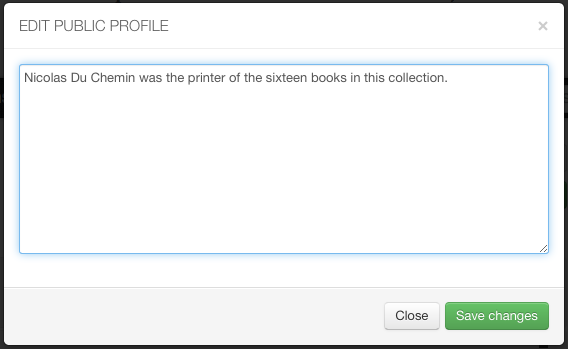 EDIT PUBLIC PROFILE
×
Nicolas Du Chemin was the printer of the sixteen books in this collection.
Close
Save changes